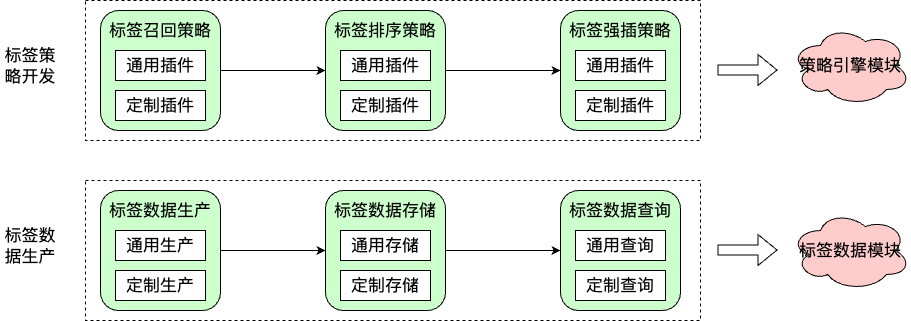 标签策
略开发
标签召回策略
通用插件
定制插件
标签排序策略
通用插件
定制插件
标签强插策略
通用插件
定制插件
策略引擎模块
标签数
据生产
标签数据生产
通用生产
定制生产
标签数据存储
通用存储
定制存储
标签数据查询
通用查询
定制查询
标签数据模块